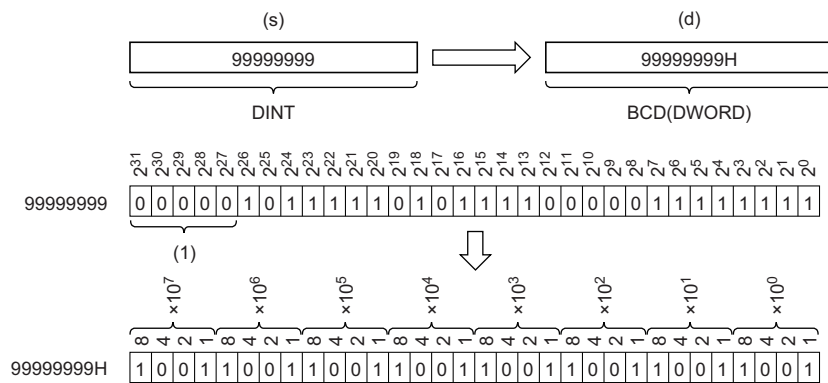 (s) (d)
99999999 99999999H
DINT BCD(DWORD)
2³¹ 2³⁰ 2²⁹ 2²⁸ 2²⁷ 2²⁶ 2²⁵ 2²⁴ 2²³ 2²² 2²¹ 2²⁰ 2¹⁹ 2¹⁸ 2¹⁷ 2¹⁶ 2¹⁵ 2¹⁴ 2¹³ 2¹² 2¹¹ 2¹⁰ 2⁹ 2⁸ 2⁷ 2⁶ 2⁵ 2⁴ 2³ 2² 2¹ 2⁰
99999999 0 0 0 0 0 1 0 1 1 1 1 1 0 1 0 1 1 1 1 0 0 0 0 0 1 1 1 1 1 1 1 1
(1)
×10⁷ ×10⁶ ×10⁵ ×10⁴ ×10³ ×10² ×10¹ ×10⁰
8 4 2 1 8 4 2 1 8 4 2 1 8 4 2 1 8 4 2 1 8 4 2 1 8 4 2 1 8 4 2 1
99999999H 1 0 0 1 1 0 0 1 1 0 0 1 1 0 0 1 1 0 0 1 1 0 0 1 1 0 0 1 1 0 0 1